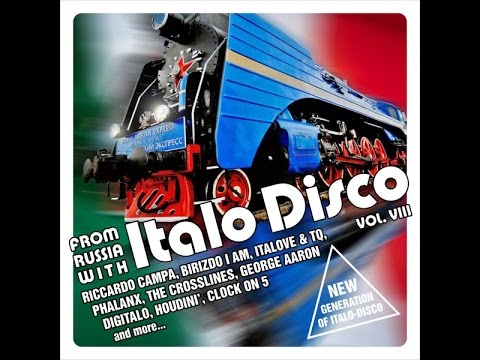 FROM
RUSSIA
WITH
Italo Disco
VOL. VIII
RICCARDO CAMPA, BIRIZDO I AM, ITALOVE & TQ,
PHALANX, THE CROSSLINES, GEORGE AARON
DIGITALO, HOUDINI', CLOCK ON 5
and more...
NEW
GENERATION
OF ITALO-DISCO